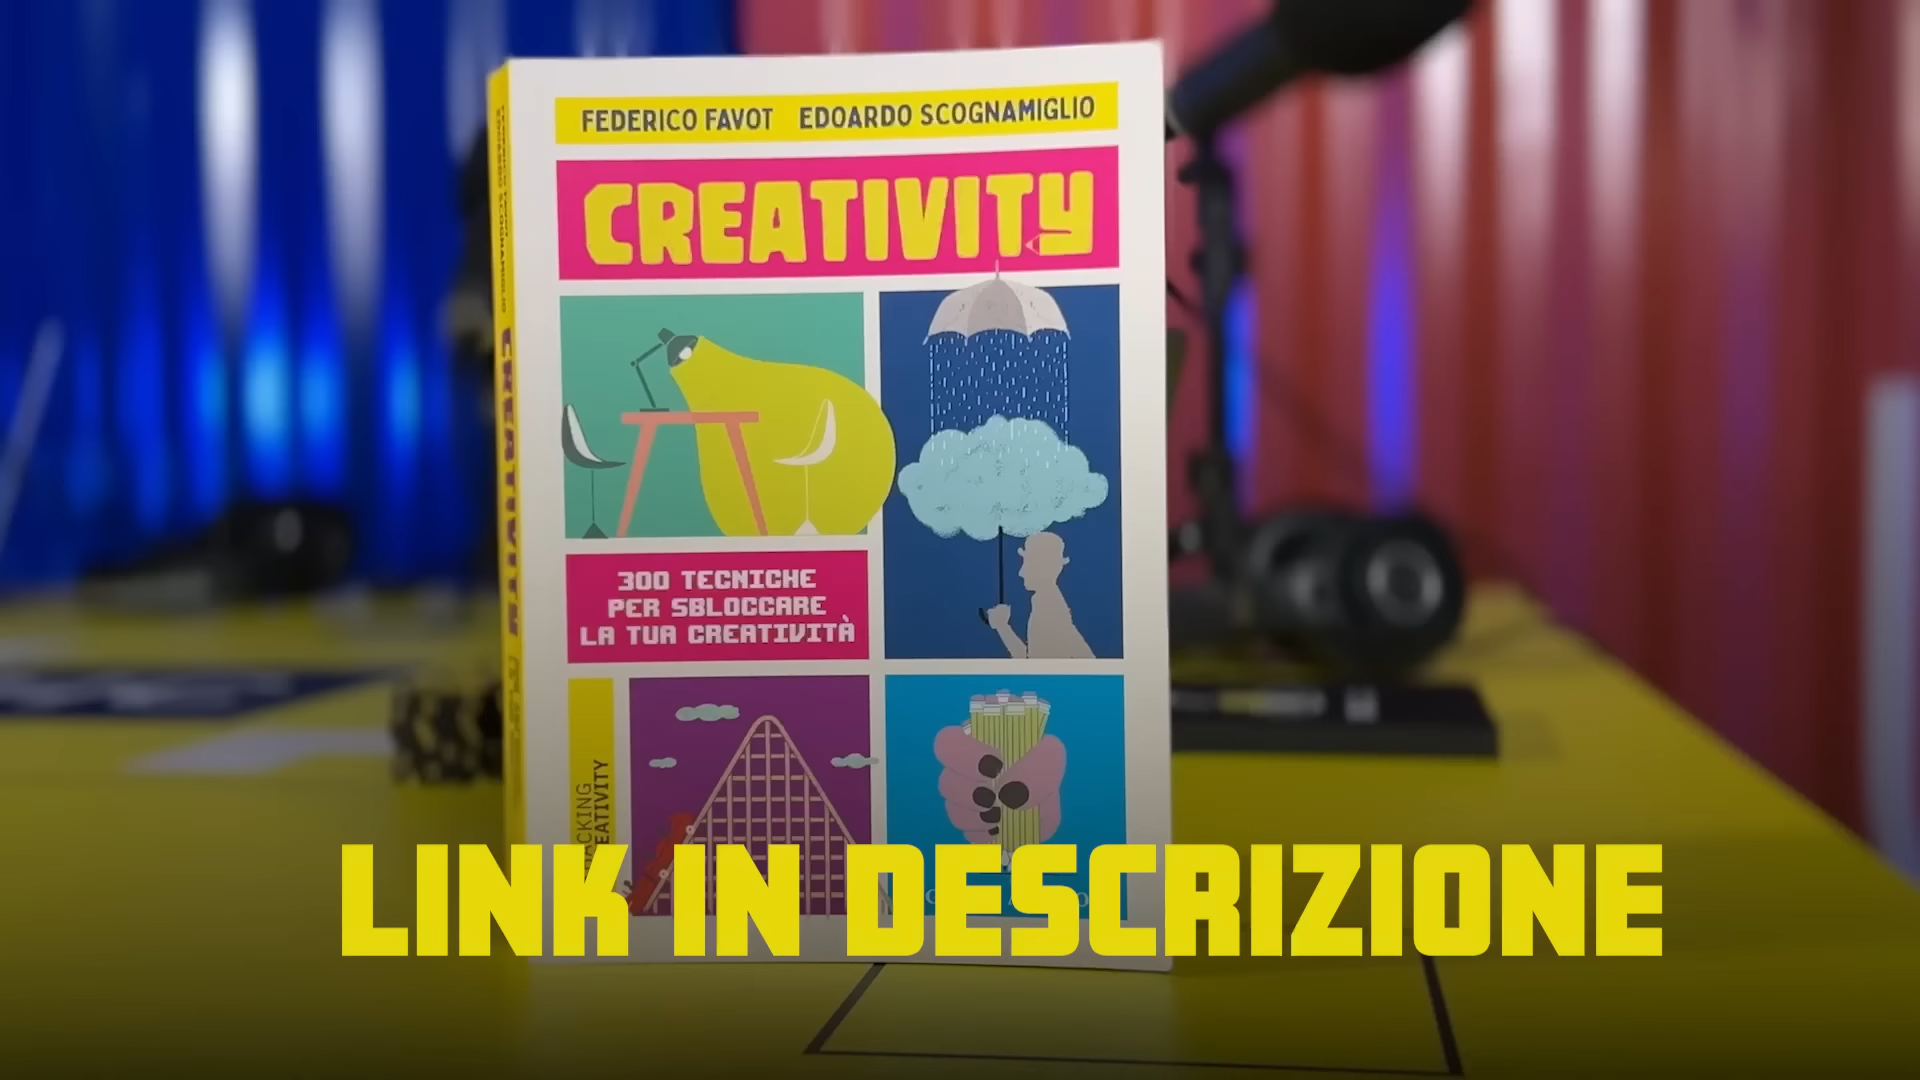 FEDERICO FAVOT EDOARDO SCOGNAMIGLIO
CREATIVITY
300 TECNICHE
PER SBLOCCARE
LA TUA CREATIVITÀ
LINK IN DESCRIZIONE